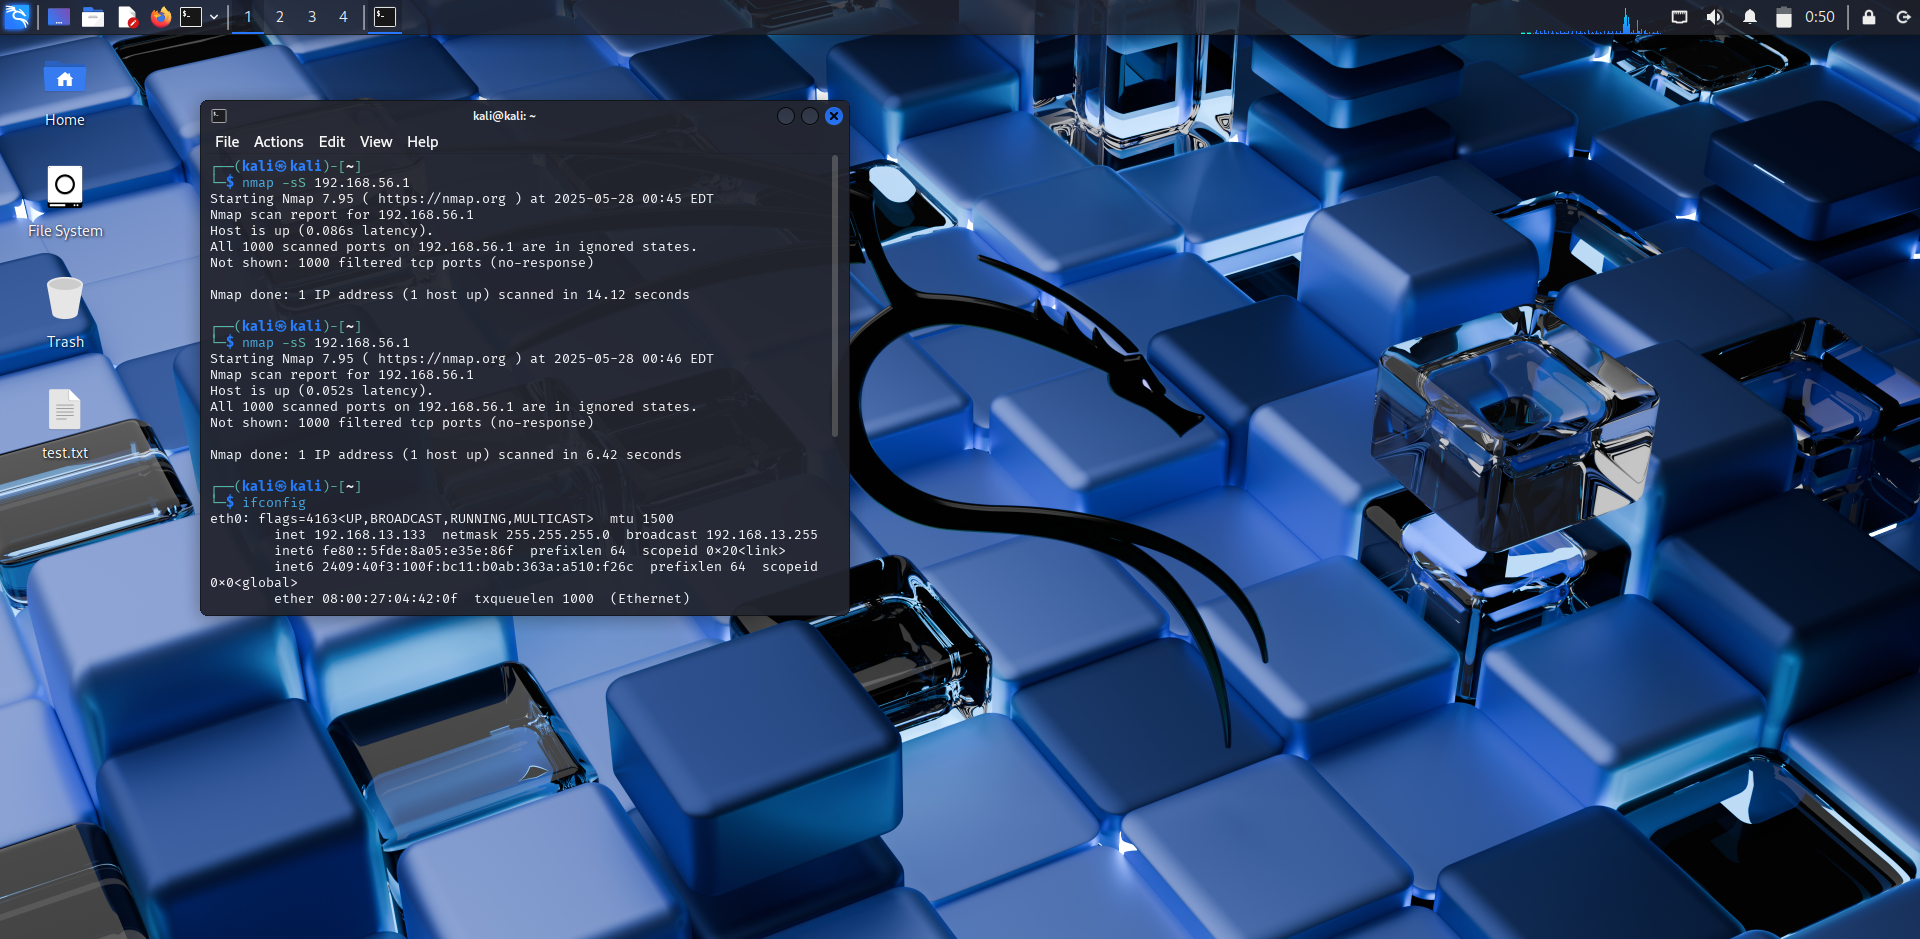 1 2 3 4
0:50
Home
File System
Trash
test.txt
kali@kali: ~
File Actions Edit View Help
┌──(kali㉿kali)-[~]
└─$ nmap -sS 192.168.56.1
Starting Nmap 7.95 ( https://nmap.org ) at 2025-05-28 00:45 EDT
Nmap scan report for 192.168.56.1
Host is up (0.086s latency).
All 1000 scanned ports on 192.168.56.1 are in ignored states.
Not shown: 1000 filtered tcp ports (no-response)
Nmap done: 1 IP address (1 host up) scanned in 14.12 seconds
┌──(kali㉿kali)-[~]
└─$ nmap -sS 192.168.56.1
Starting Nmap 7.95 ( https://nmap.org ) at 2025-05-28 00:46 EDT
Nmap scan report for 192.168.56.1
Host is up (0.052s latency).
All 1000 scanned ports on 192.168.56.1 are in ignored states.
Not shown: 1000 filtered tcp ports (no-response)
Nmap done: 1 IP address (1 host up) scanned in 6.42 seconds
┌──(kali㉿kali)-[~]
└─$ ifconfig
eth0: flags=4163<UP,BROADCAST,RUNNING,MULTICAST>  mtu 1500
inet 192.168.13.133  netmask 255.255.255.0  broadcast 192.168.13.255
inet6 fe80::5fde:8a05:e35e:86f  prefixlen 64  scopeid 0×20<link>
inet6 2409:40f3:100f:bc11:b0ab:363a:a510:f26c  prefixlen 64  scopeid
0×0<global>
ether 08:00:27:04:42:0f  txqueuelen 1000  (Ethernet)